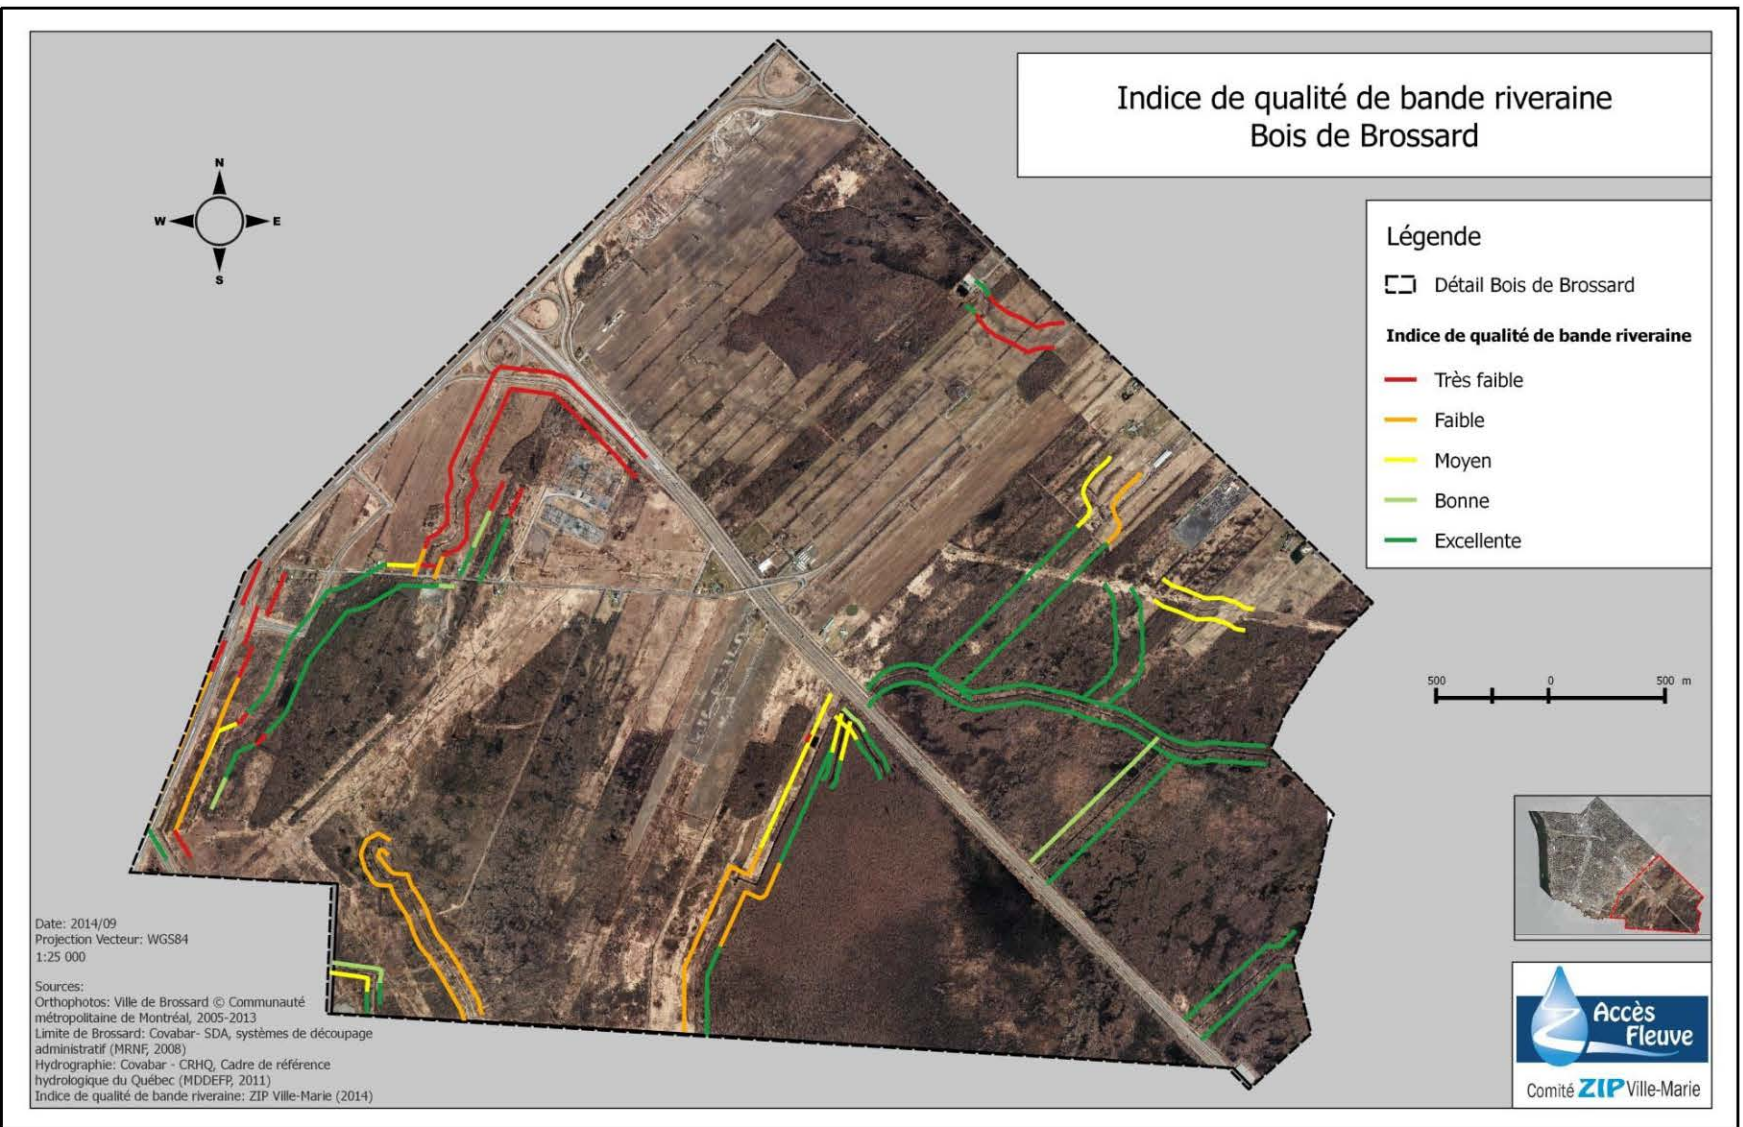 Indice de qualité de bande riveraine
Bois de Brossard
N
W
E
S
Légende
Détail Bois de Brossard
Indice de qualité de bande riveraine
Très faible
Faible
Moyen
Bonne
Excellente
500 0 500 m
Date: 2014/09
Projection Vecteur: WGS84
1:25 000
Sources:
Orthophotos: Ville de Brossard © Communauté
métropolitaine de Montréal, 2005-2013
Limite de Brossard: Covabar- SDA, systèmes de découpage
administratif (MRNF, 2008)
Hydrographie: Covabar - CRHQ, Cadre de référence
hydrologique du Québec (MDDEFP, 2011)
Indice de qualité de bande riveraine: ZIP Ville-Marie (2014)
Accès
Fleuve
Comité ZIP Ville-Marie